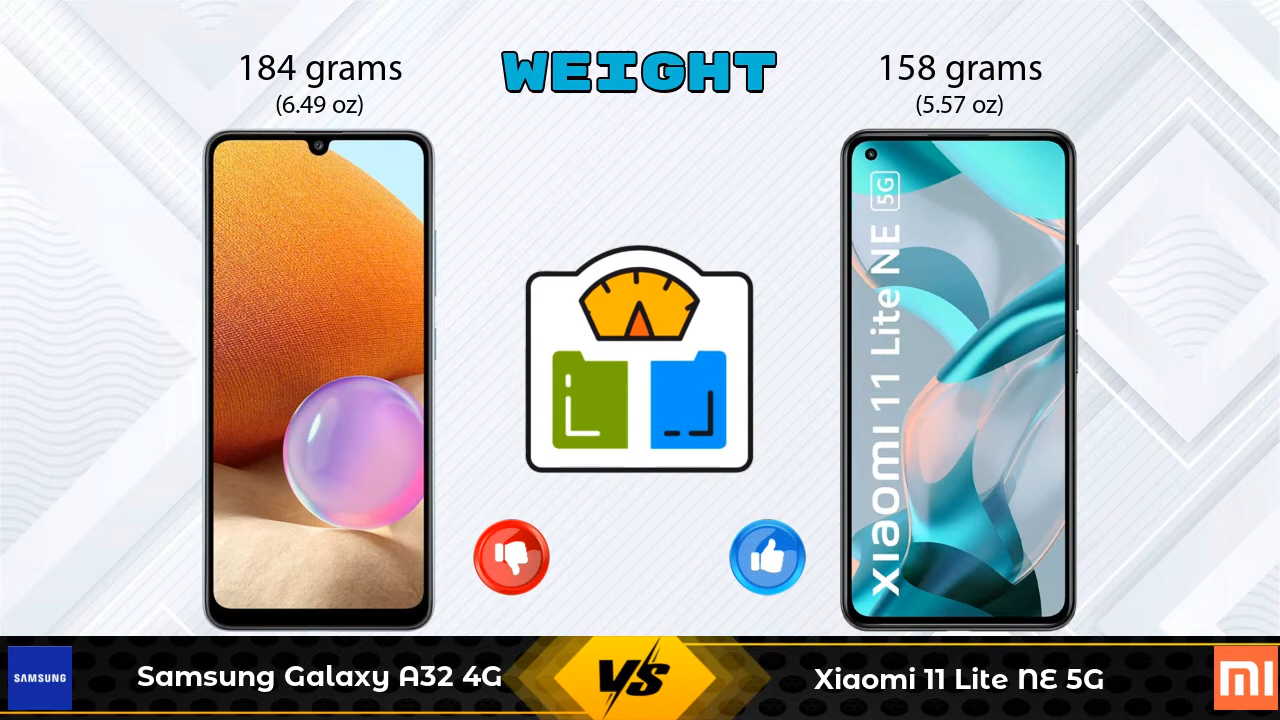 WEIGHT
184 grams
(6.49 oz)
158 grams
(5.57 oz)
Xiaomi 11 Lite NE 5G
SAMSUNG
Samsung Galaxy A32 4G
VS
Xiaomi 11 Lite NE 5G
MI